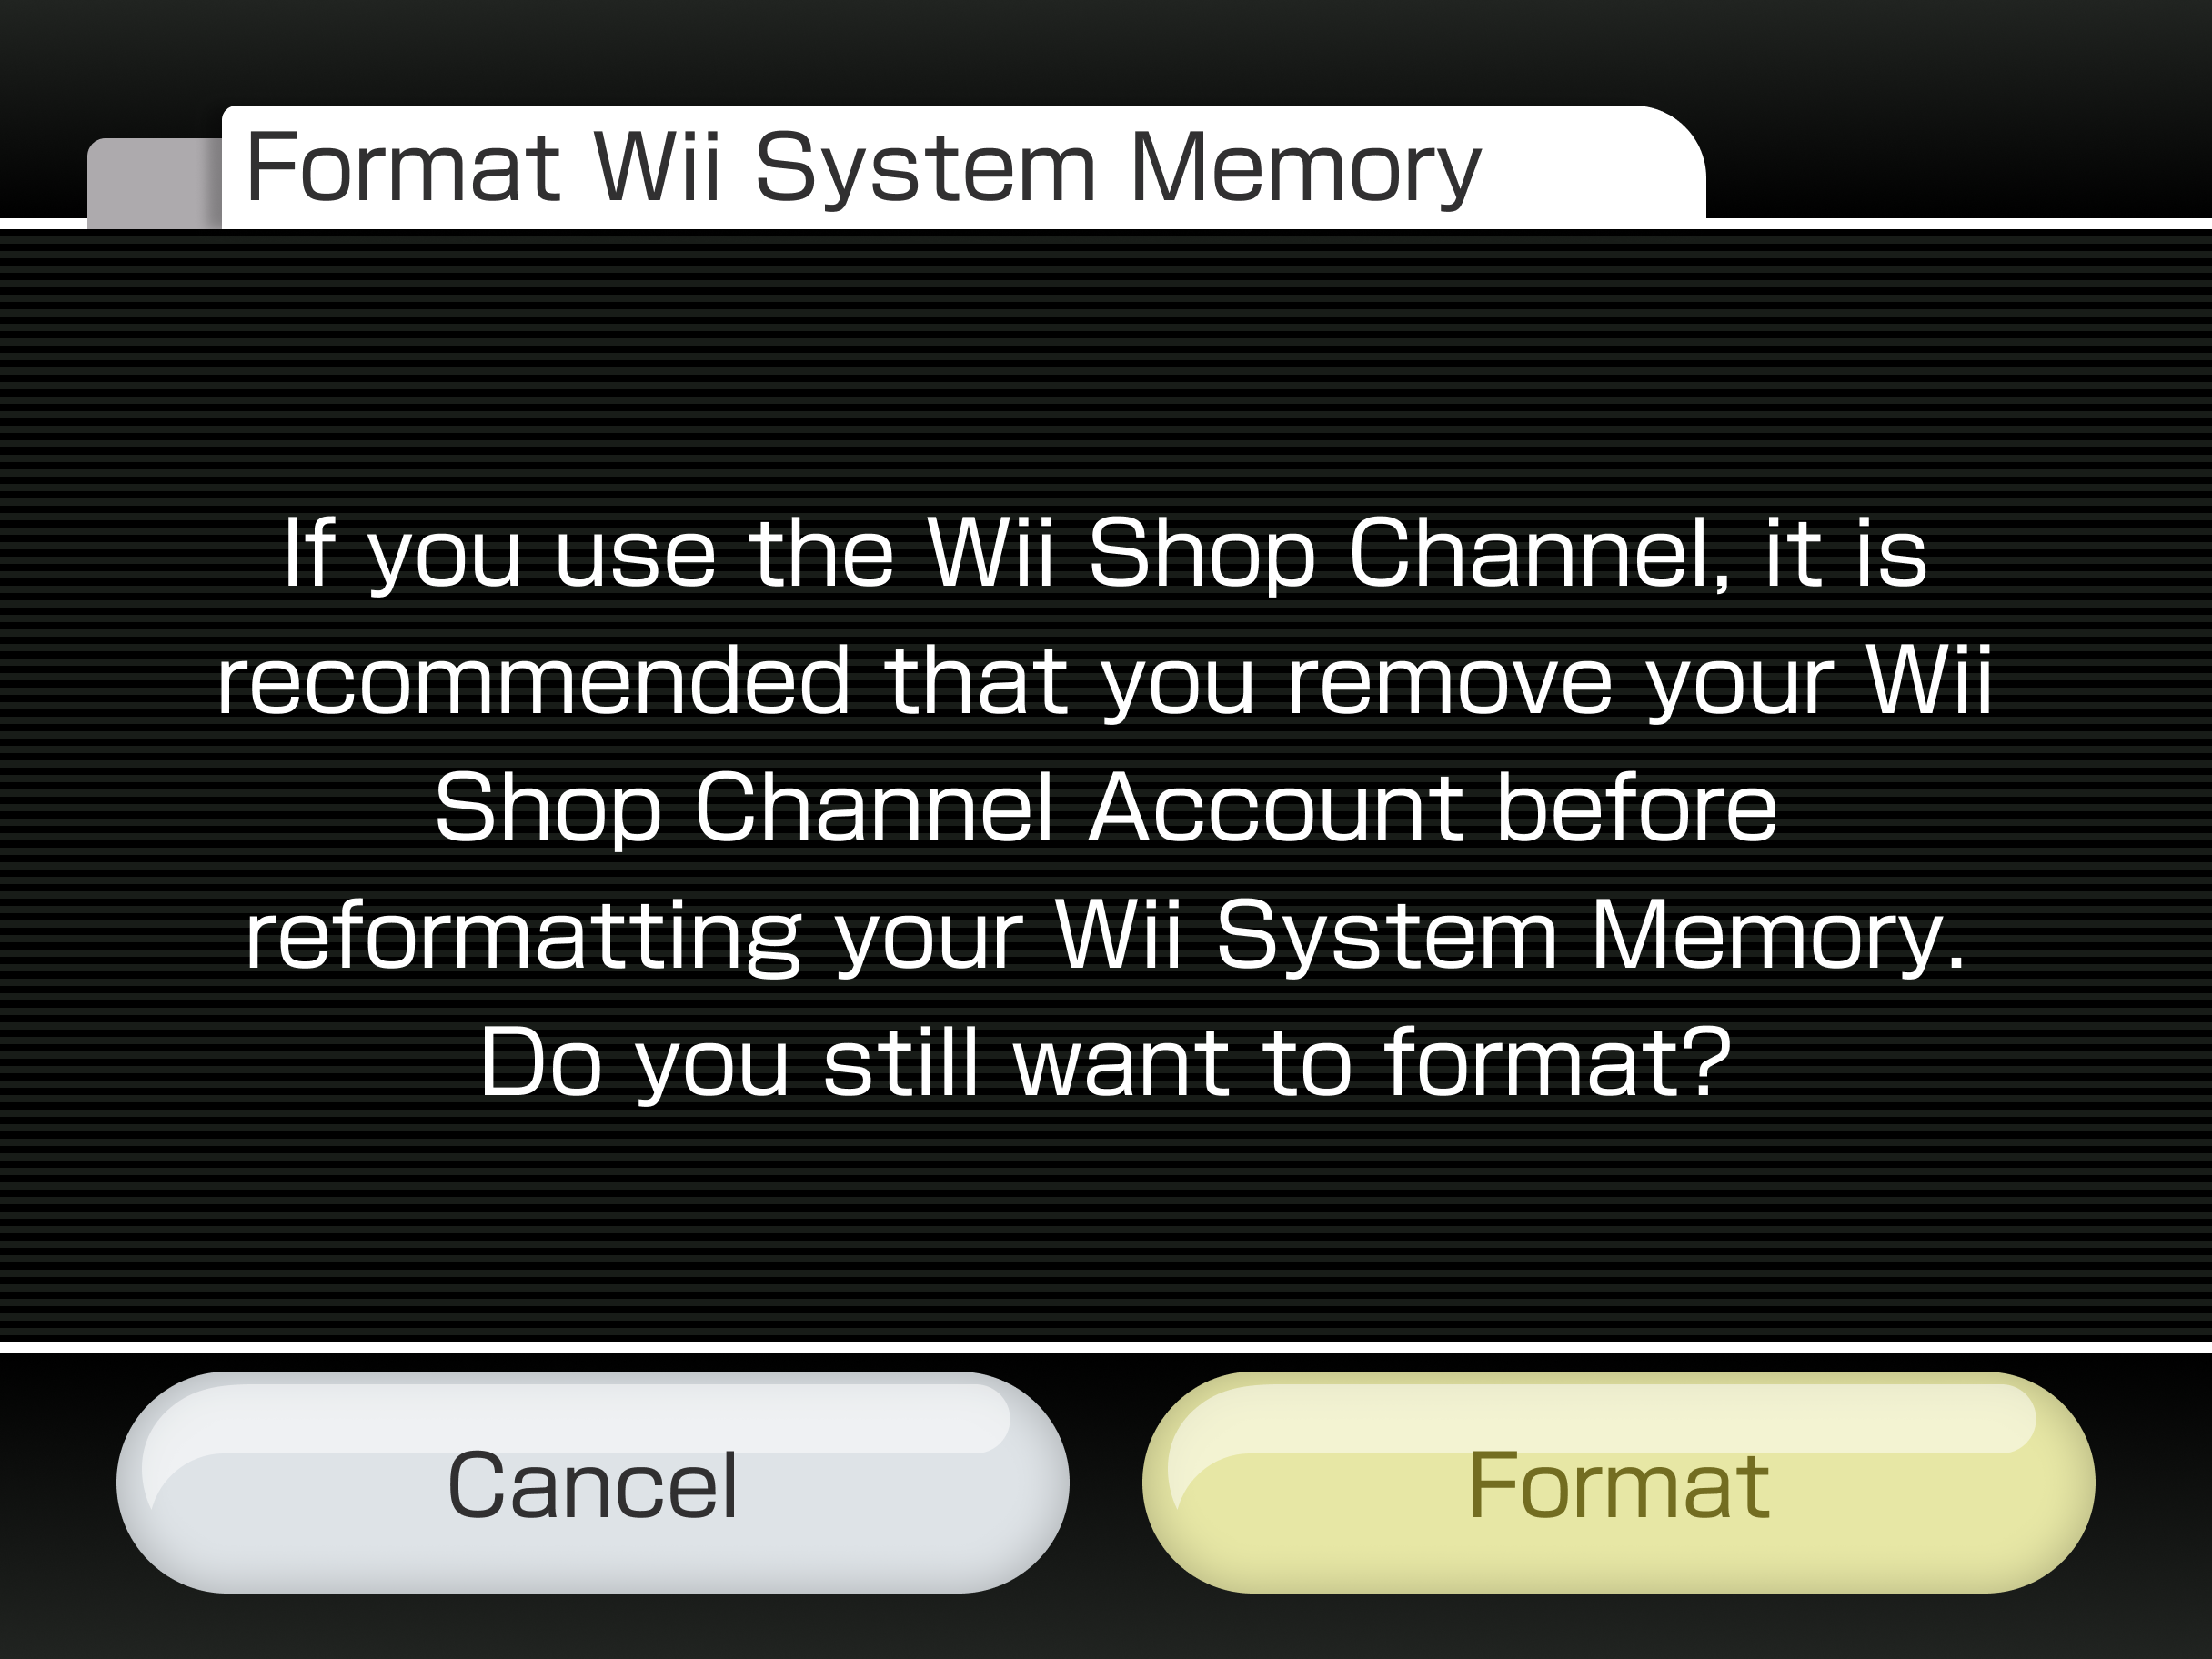 Format Wii System Memory
If you use the Wii Shop Channel, it is
recommended that you remove your Wii
Shop Channel Account before
reformatting your Wii System Memory.
Do you still want to format?
Cancel
Format